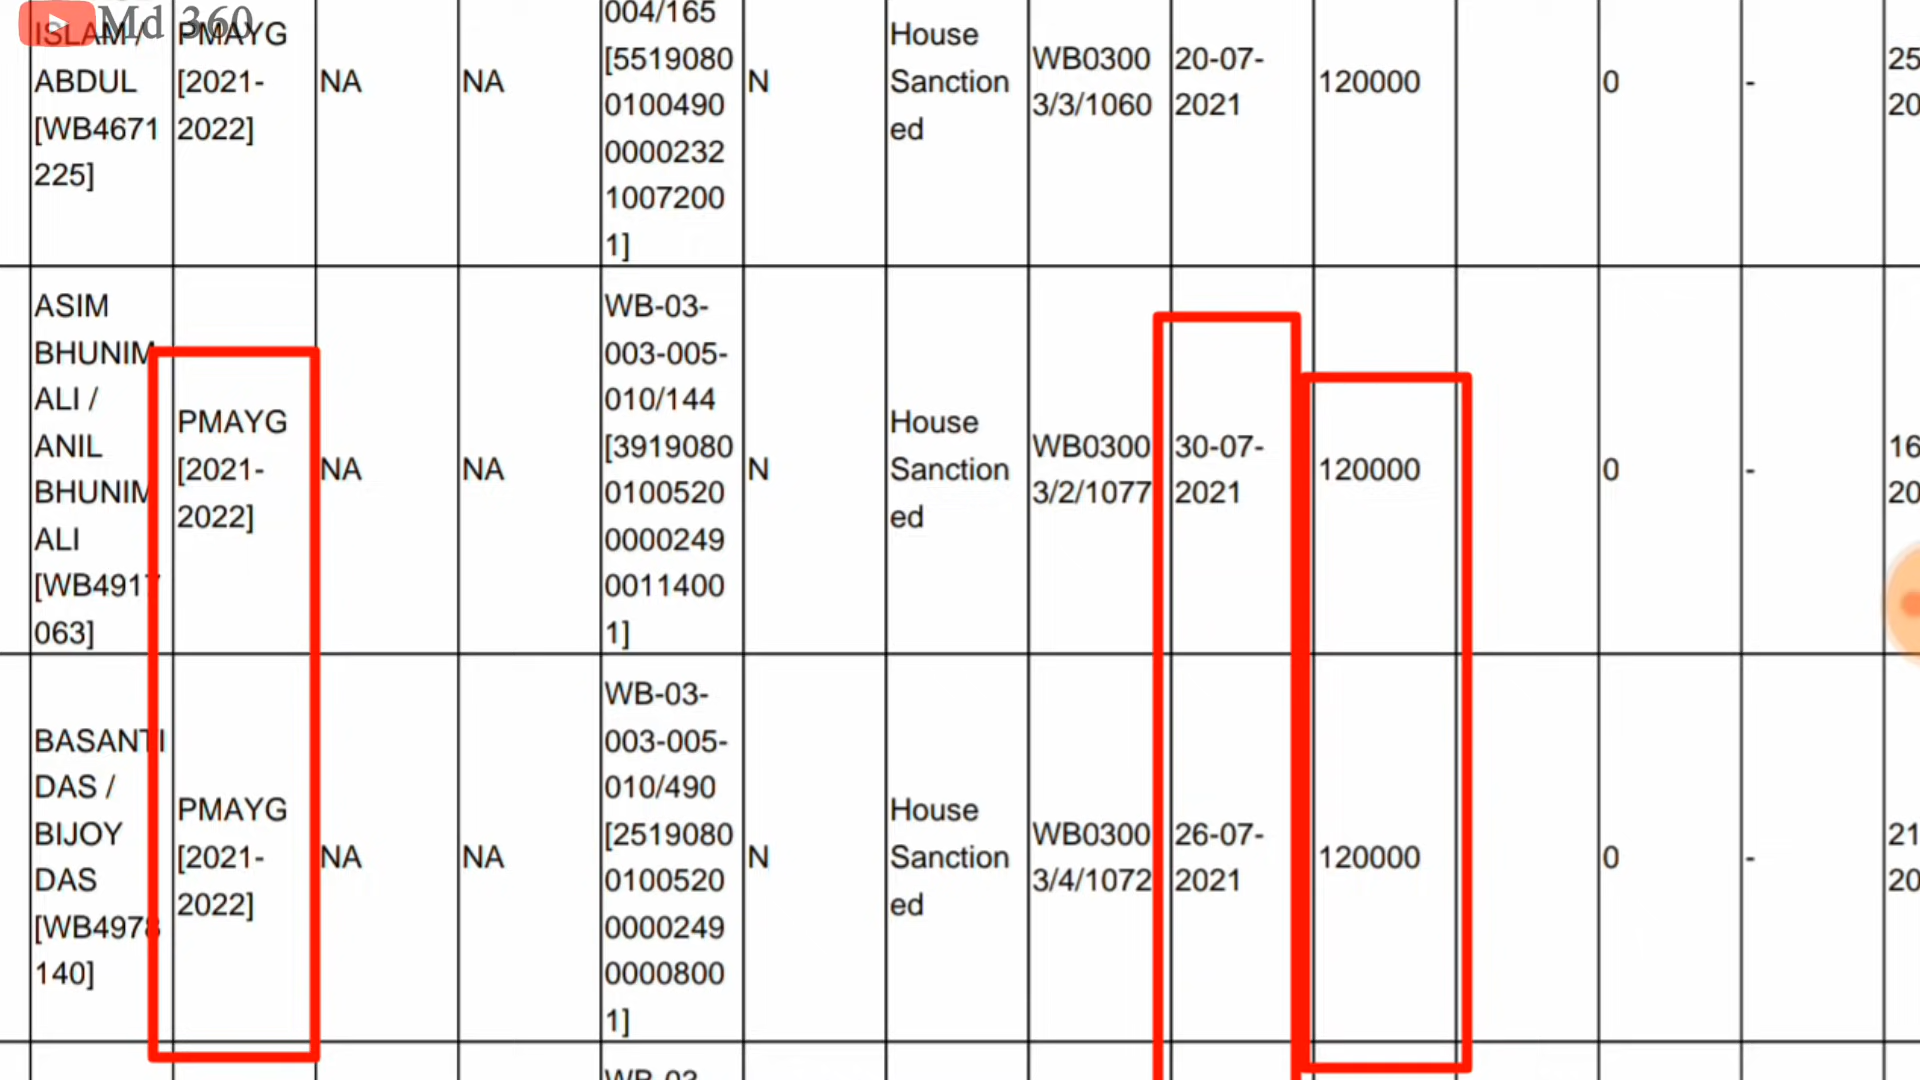 Md 360
ISLAM /
ABDUL
[WB4671
225]
PMAYG
[2021-
2022]
NA
NA
004/165
[5519080
0100490
0000232
1007200
1]
N
House
Sanction
ed
WB0300
3/3/1060
20-07-
2021
120000
0
-
25
20
ASIM
BHUNIM
ALI /
ANIL
BHUNIM
ALI
[WB4917
063]
PMAYG
[2021-
2022]
NA
NA
WB-03-
003-005-
010/144
[3919080
0100520
0000249
0011400
1]
N
House
Sanction
ed
WB0300
3/2/1077
30-07-
2021
120000
0
-
16
20
BASANTI
DAS /
BIJOY
DAS
[WB4978
140]
PMAYG
[2021-
2022]
NA
NA
WB-03-
003-005-
010/490
[2519080
0100520
0000249
0000800
1]
N
House
Sanction
ed
WB0300
3/4/1072
26-07-
2021
120000
0
-
21
20
WB-03-